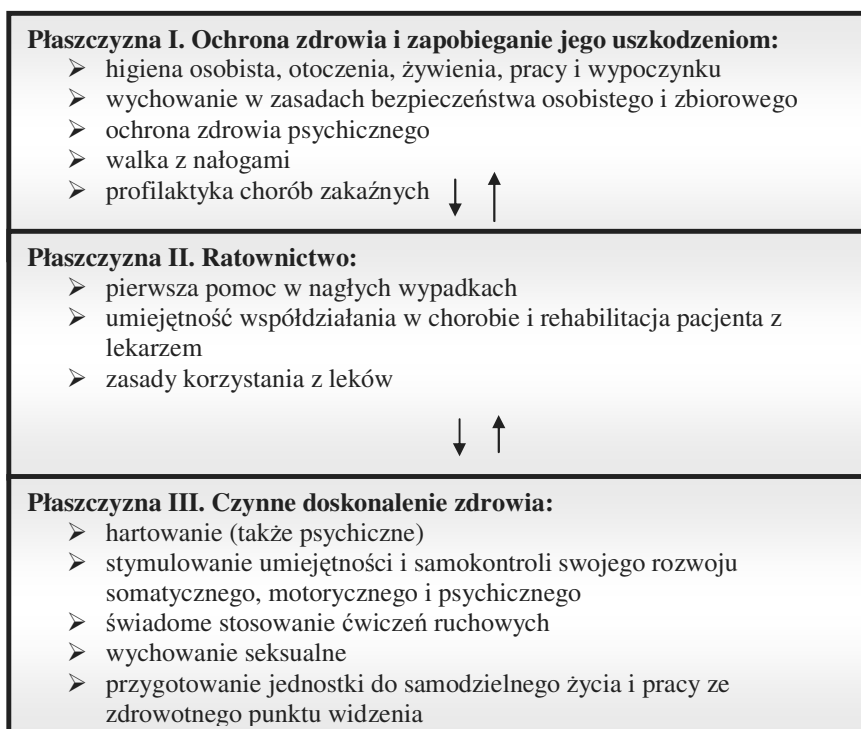 Płaszczyzna I. Ochrona zdrowia i zapobieganie jego uszkodzeniom:
➢ higiena osobista, otoczenia, żywienia, pracy i wypoczynku
➢ wychowanie w zasadach bezpieczeństwa osobistego i zbiorowego
➢ ochrona zdrowia psychicznego
➢ walka z nałogami
➢ profilaktyka chorób zakaźnych
Płaszczyzna II. Ratownictwo:
➢ pierwsza pomoc w nagłych wypadkach
➢ umiejętność współdziałania w chorobie i rehabilitacja pacjenta z
lekarzem
➢ zasady korzystania z leków
Płaszczyzna III. Czynne doskonalenie zdrowia:
➢ hartowanie (także psychiczne)
➢ stymulowanie umiejętności i samokontroli swojego rozwoju
somatycznego, motorycznego i psychicznego
➢ świadome stosowanie ćwiczeń ruchowych
➢ wychowanie seksualne
➢ przygotowanie jednostki do samodzielnego życia i pracy ze
zdrowotnego punktu widzenia